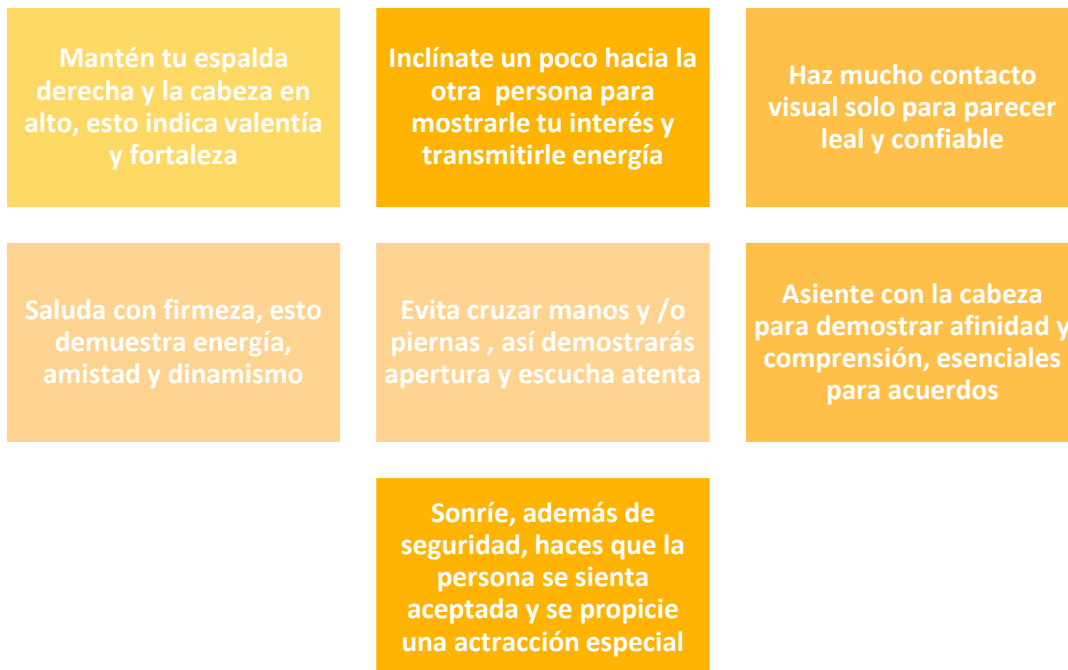 Mantén tu espalda
derecha y la cabeza en
alto, esto indica valentía
y fortaleza
Inclínate un poco hacia la
otra  persona para
mostrarle tu interés y
transmitirle energía
Haz mucho contacto
visual solo para parecer
leal y confiable
Saluda con firmeza, esto
demuestra energía,
amistad y dinamismo
Evita cruzar manos y /o
piernas , así demostrarás
apertura y escucha atenta
Asiente con la cabeza
para demostrar afinidad y
comprensión, esenciales
para acuerdos
Sonríe, además de
seguridad, haces que la
persona se sienta
aceptada y se propicie
una actracción especial